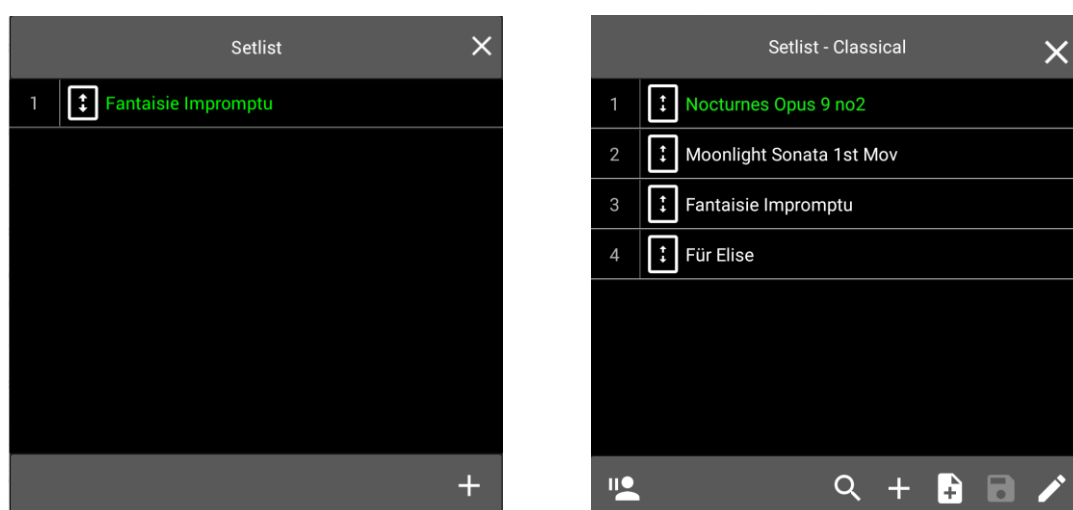 Setlist
1 Fantaisie Impromptu
Setlist - Classical
1 Nocturnes Opus 9 no2
2 Moonlight Sonata 1st Mov
3 Fantaisie Impromptu
4 Für Elise